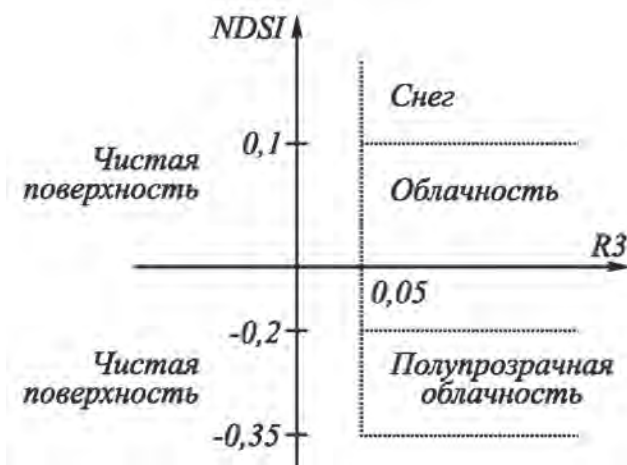 NDSI
Снег
0,1
Чистая
поверхность
Облачность
R3
0,05
-0,2
Чистая
поверхность
Полупрозрачная
облачность
-0,35